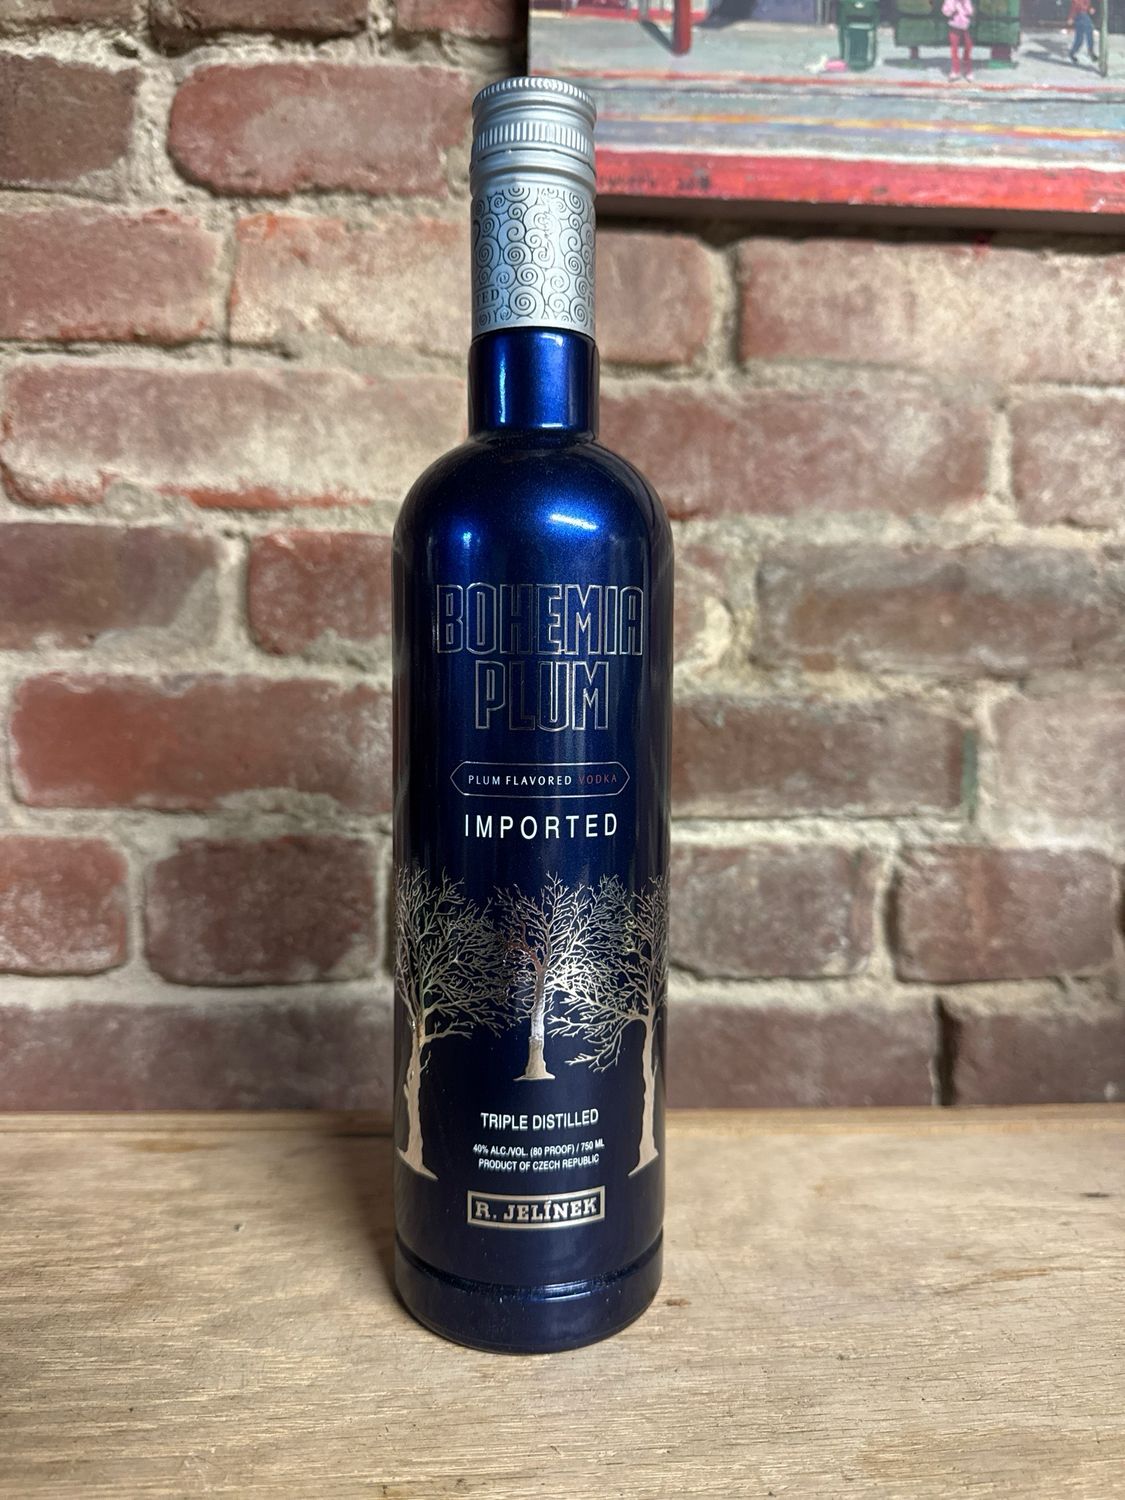 TED
BOHEMIA
PLUM
PLUM FLAVORED VODKA
IMPORTED
TRIPLE DISTILLED
40% ALC./VOL. (80 PROOF) / 750 ML
PRODUCT OF CZECH REPUBLIC
R. JELÍNEK